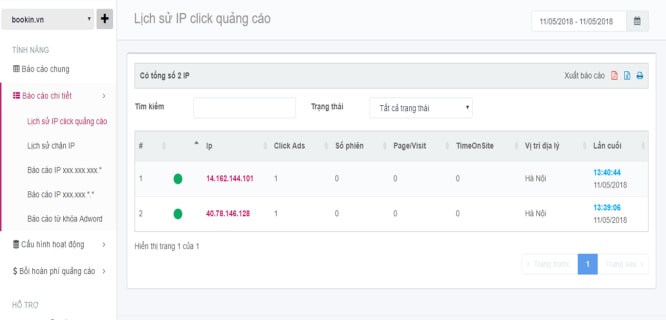 bookin.vn
TÍNH NĂNG
Báo cáo chung
Báo cáo chi tiết
Lịch sử IP click quảng cáo
Lịch sử chặn IP
Báo cáo IP xxx.xxx.xxx.*
Báo cáo IP xxx.xxx.*.*
Báo cáo từ khóa Adword
Cấu hình hoạt động
$ Bồi hoàn phí quảng cáo
HỖ TRỢ
Lịch sử IP click quảng cáo
11/05/2018 - 11/05/2018
Có tổng số 2 IP
Xuất báo cáo
Tìm kiếm
Trạng thái
Tất cả trạng thái
# Ip Click Ads Số phiên Page/Visit TimeOnSite Vị trí địa lý Lần cuối
1 14.162.144.101 1 0 0 0 Hà Nội 13:40:44
11/05/2018
2 40.78.146.128 1 0 0 0 Hà Nội 13:39:06
11/05/2018
Hiển thị trang 1 của 1
‹ Trang trước 1 Trang sau ›